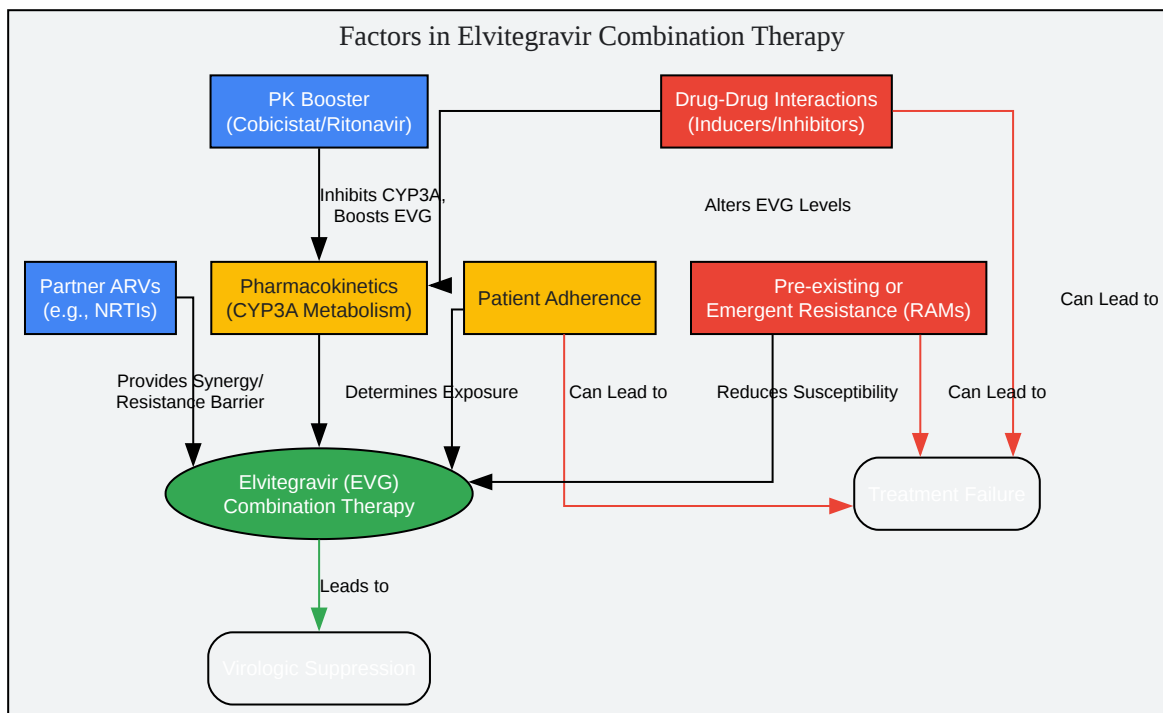 Factors in Elvitegravir Combination Therapy
PK Booster
(Cobicistat/Ritonavir)
Drug-Drug Interactions
(Inducers/Inhibitors)
Inhibits CYP3A,
Boosts EVG
Alters EVG Levels
Partner ARVs
(e.g., NRTIs)
Pharmacokinetics
(CYP3A Metabolism)
Patient Adherence
Pre-existing or
Emergent Resistance (RAMs)
Can Lead to
Provides Synergy/
Resistance Barrier
Determines Exposure
Can Lead to
Reduces Susceptibility
Can Lead to
Elvitegravir (EVG)
Combination Therapy
Treatment Failure
Leads to
Virologic Suppression